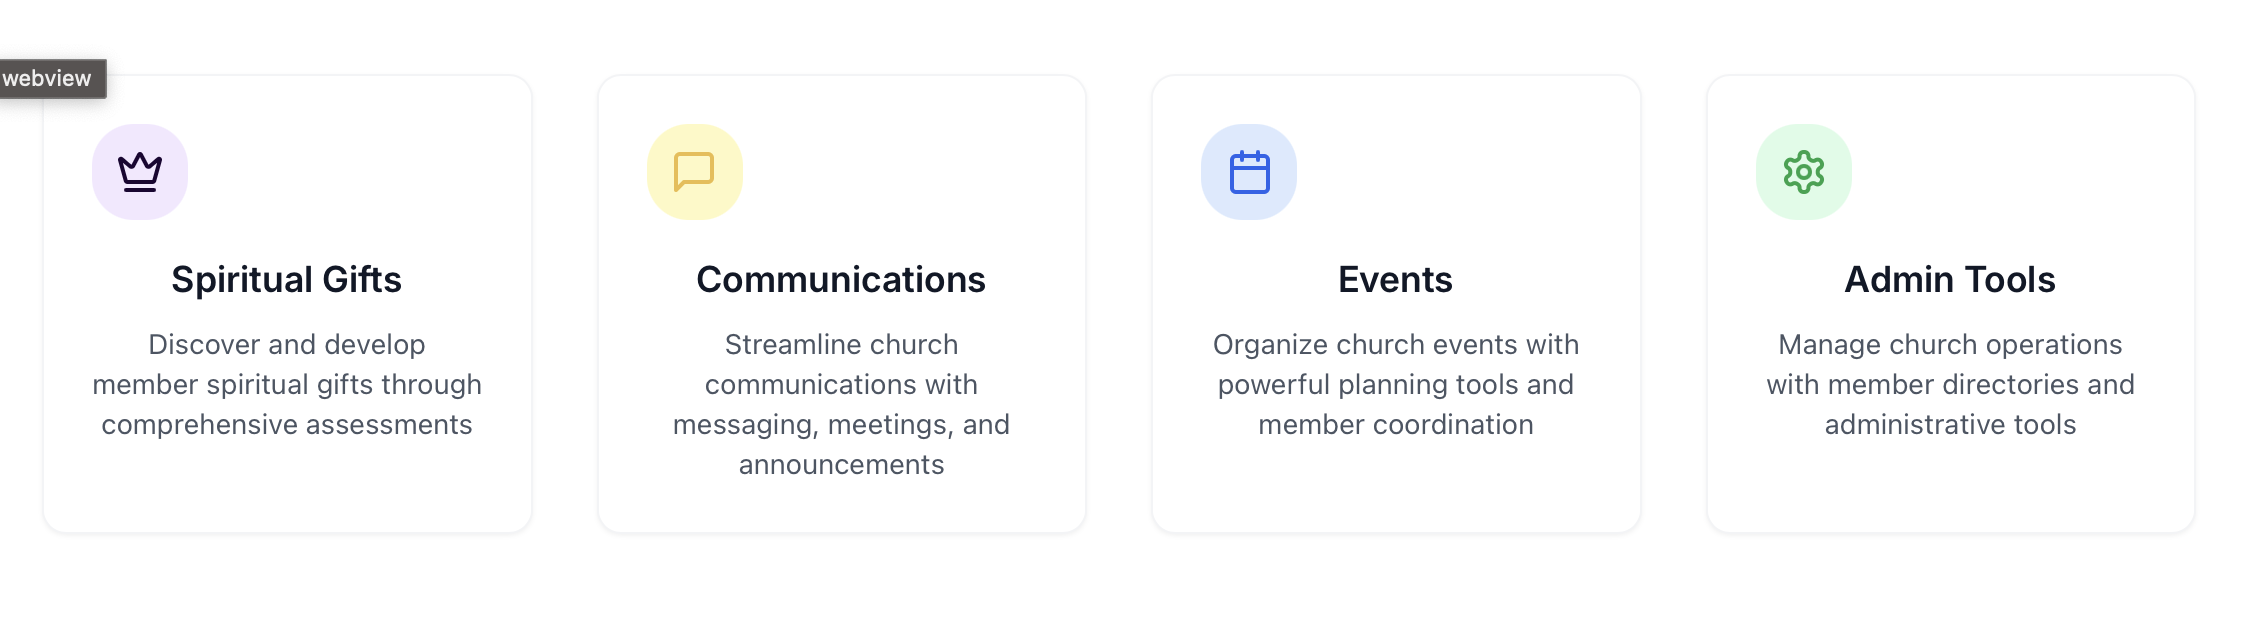 webview
Spiritual Gifts
Discover and develop
member spiritual gifts through
comprehensive assessments
Communications
Streamline church
communications with
messaging, meetings, and
announcements
Events
Organize church events with
powerful planning tools and
member coordination
Admin Tools
Manage church operations
with member directories and
administrative tools